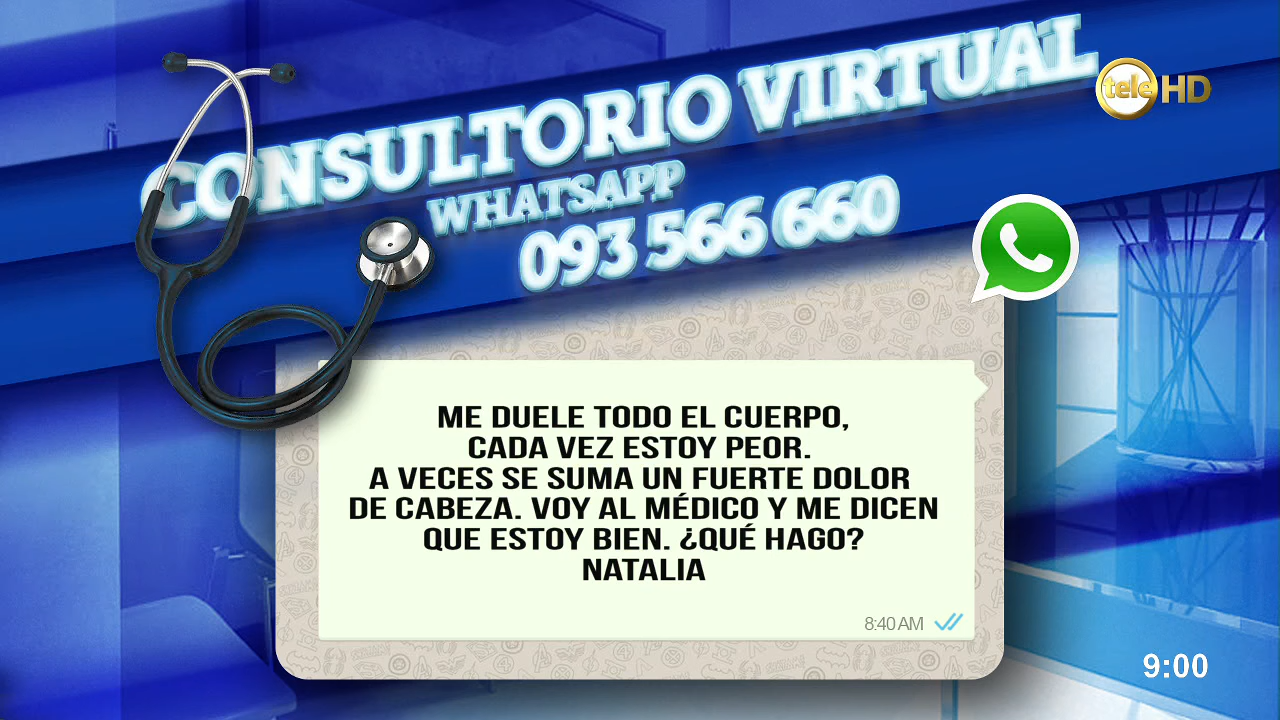 CONSULTORIO VIRTUAL
tele HD
WHATSAPP
093 566 660
ME DUELE TODO EL CUERPO,
CADA VEZ ESTOY PEOR.
A VECES SE SUMA UN FUERTE DOLOR
DE CABEZA. VOY AL MÉDICO Y ME DICEN
QUE ESTOY BIEN. ¿QUÉ HAGO?
NATALIA
8:40 AM
9:00